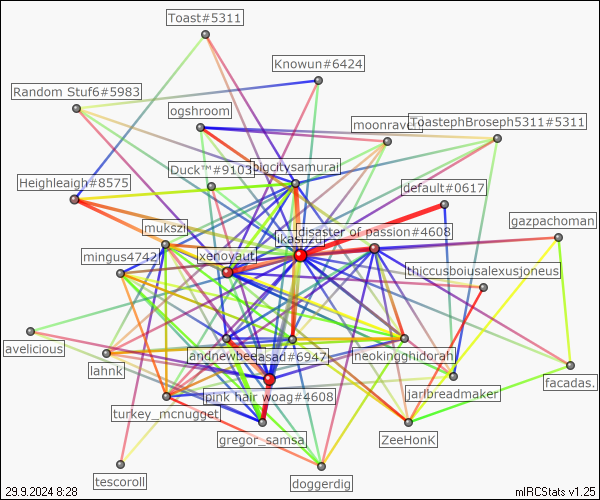 Toast#5311
Knowun#6424
Random Stuf6#5983
ogshroom
moonrave
ToastephBroseph5311#5311
Duck™#9103
bigcitysamurai
Heighleaigh#8575
default#0617
mukszi
gazpachoman
disaster of passion#4608
mingus4742
xenoyaut
thiccusboiusalexusjoneus
avelicious
lahnk
andnewbee
asad#6947
neokingghidorah
facadas.
jarlbreadmaker
pink hair woag#4608
turkey_mcnugget
gregor_samsa
ZeeHonK
tescoroll
doggerdig
29.9.2024 8:28
mIRCStats v1.25